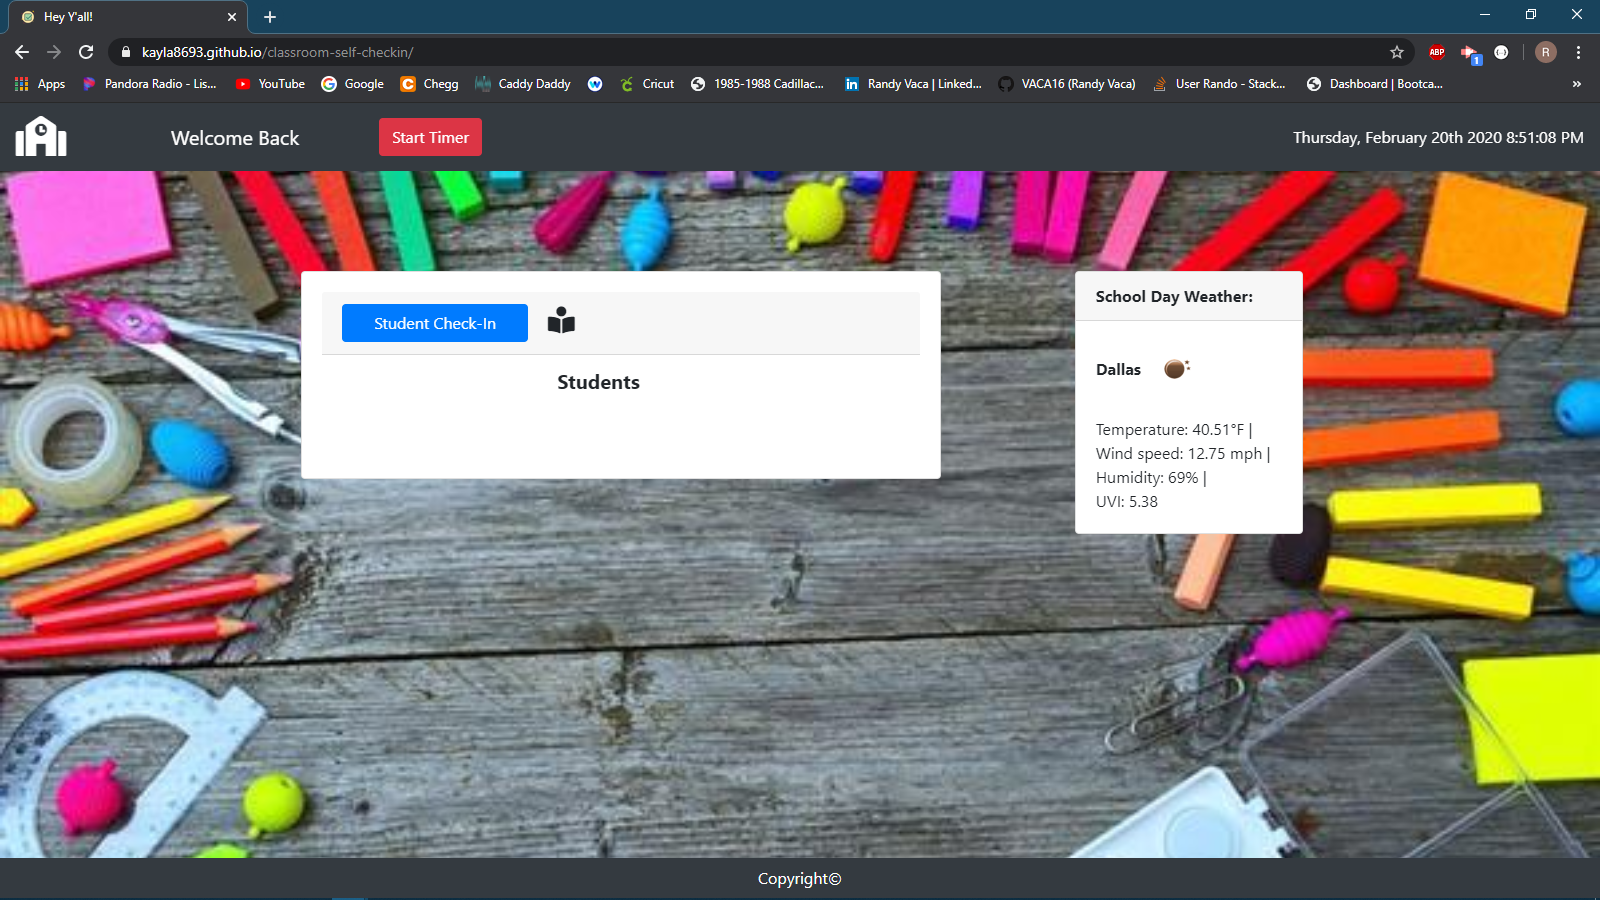 Hey Y'all!
kayla8693.github.io/classroom-self-checkin/
ABP
1
R
Apps
Pandora Radio - Lis...
YouTube
Google
Chegg
Caddy Daddy
Cricut
1985-1988 Cadillac...
Randy Vaca | Linked...
VACA16 (Randy Vaca)
User Rando - Stack...
Dashboard | Bootca...
Welcome Back
Start Timer
Thursday, February 20th 2020 8:51:08 PM
Student Check-In
Students
School Day Weather:
Dallas
Temperature: 40.51°F |
Wind speed: 12.75 mph |
Humidity: 69% |
UVI: 5.38
Copyright©